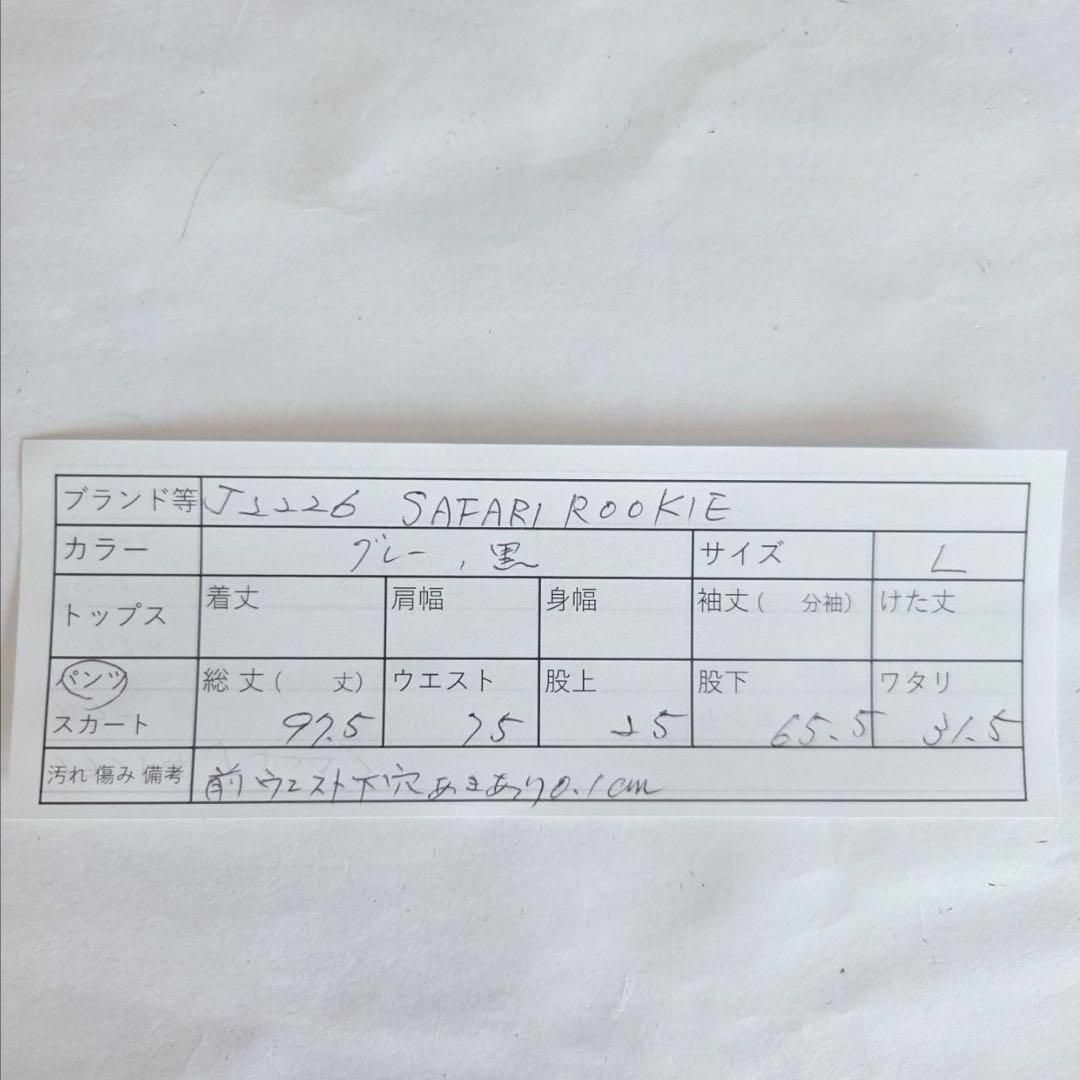 ブランド等 J1226 SAFARI ROOKIE
カラー グレー, 黒 サイズ L
トップス 着丈 肩幅 身幅 袖丈( 分袖) けた丈
パンツ 総丈( 丈) ウエスト 股上 股下 ワタリ
スカート 97.5 75 25 65.5 31.5
汚れ 傷み 備考 前ウエスト下穴あきあり0.1cm